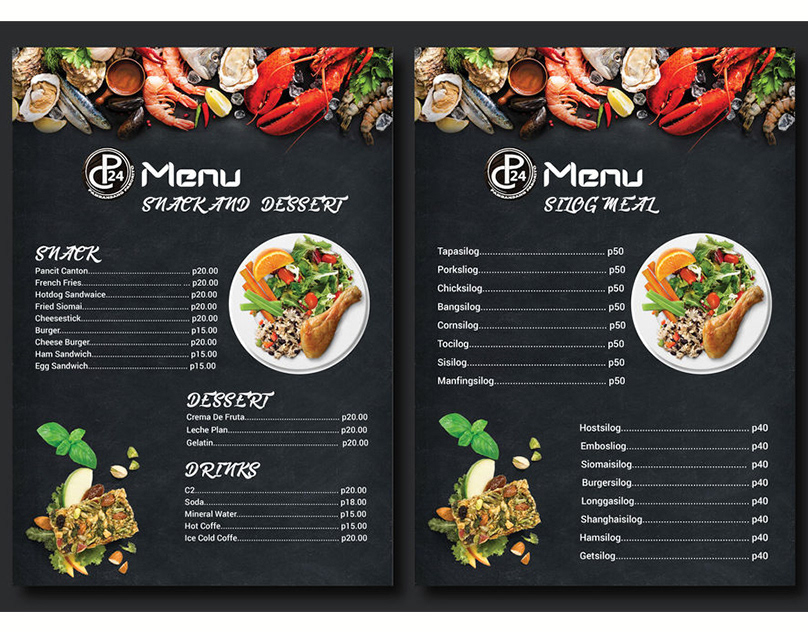 P 24
Menu
SNACK AND DESSERT
SNACK
Pancit Canton........ p20.00
French Fries........ p20.00
Hotdog Sandwaice........ p20.00
Fried Siomai........ p20.00
Cheesestick........ p20.00
Burger........ p15.00
Cheese Burger........ p20.00
Ham Sandwich........ p15.00
Egg Sandwich........ p15.00
DESSERT
Crema De Fruta........ p20.00
Leche Plan........ p20.00
Gelatin........ p20.00
DRINKS
C2........ p20.00
Soda........ p18.00
Mineral Water........ p15.00
Hot Coffe........ p15.00
Ice Cold Coffe........ p20.00
P 24
Menu
SILOG MEAL
Tapasilog........ p50
Porksilog........ p50
Chicksilog........ p50
Bangsilog........ p50
Cornsilog........ p50
Tocilog........ p50
Sisilog........ p50
Manfingsilog........ p50
Hostsilog........ p40
Embosliog........ p40
Siomaisilog........ p40
Burgersilog........ p40
Longgasilog........ p40
Shanghaisilog........ p40
Hamsilog........ p40
Getsilog........ p40